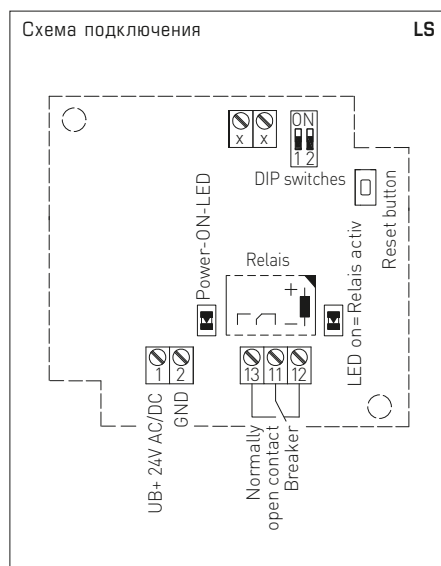 Схема подключения LS
ON
x x
1 2
DIP switches
Reset button
Power-ON-LED
Relais
+
–
LED on= Relais activ
1 2
13 11 12
UB+ 24V AC/DC
GND
Normally
open contact
Breaker